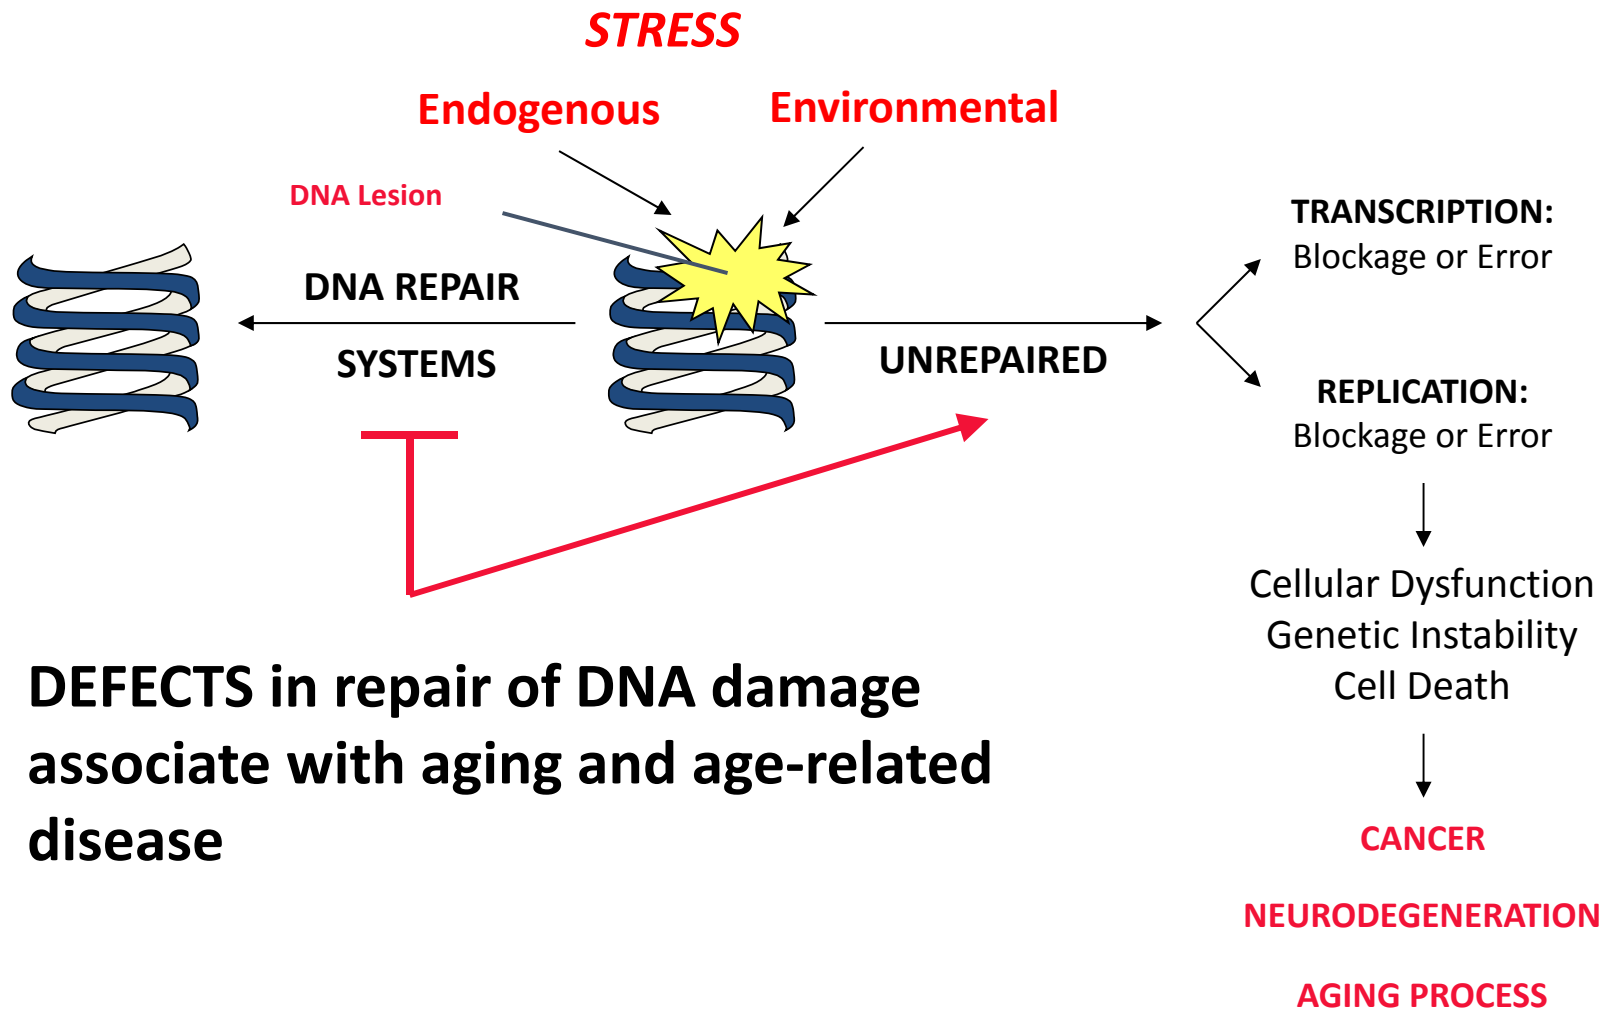 STRESS
Endogenous
Environmental
DNA Lesion
DNA REPAIR
SYSTEMS
UNREPAIRED
TRANSCRIPTION:
Blockage or Error
REPLICATION:
Blockage or Error
Cellular Dysfunction
Genetic Instability
Cell Death
DEFECTS in repair of DNA damage
associate with aging and age-related
disease
CANCER
NEURODEGENERATION
AGING PROCESS